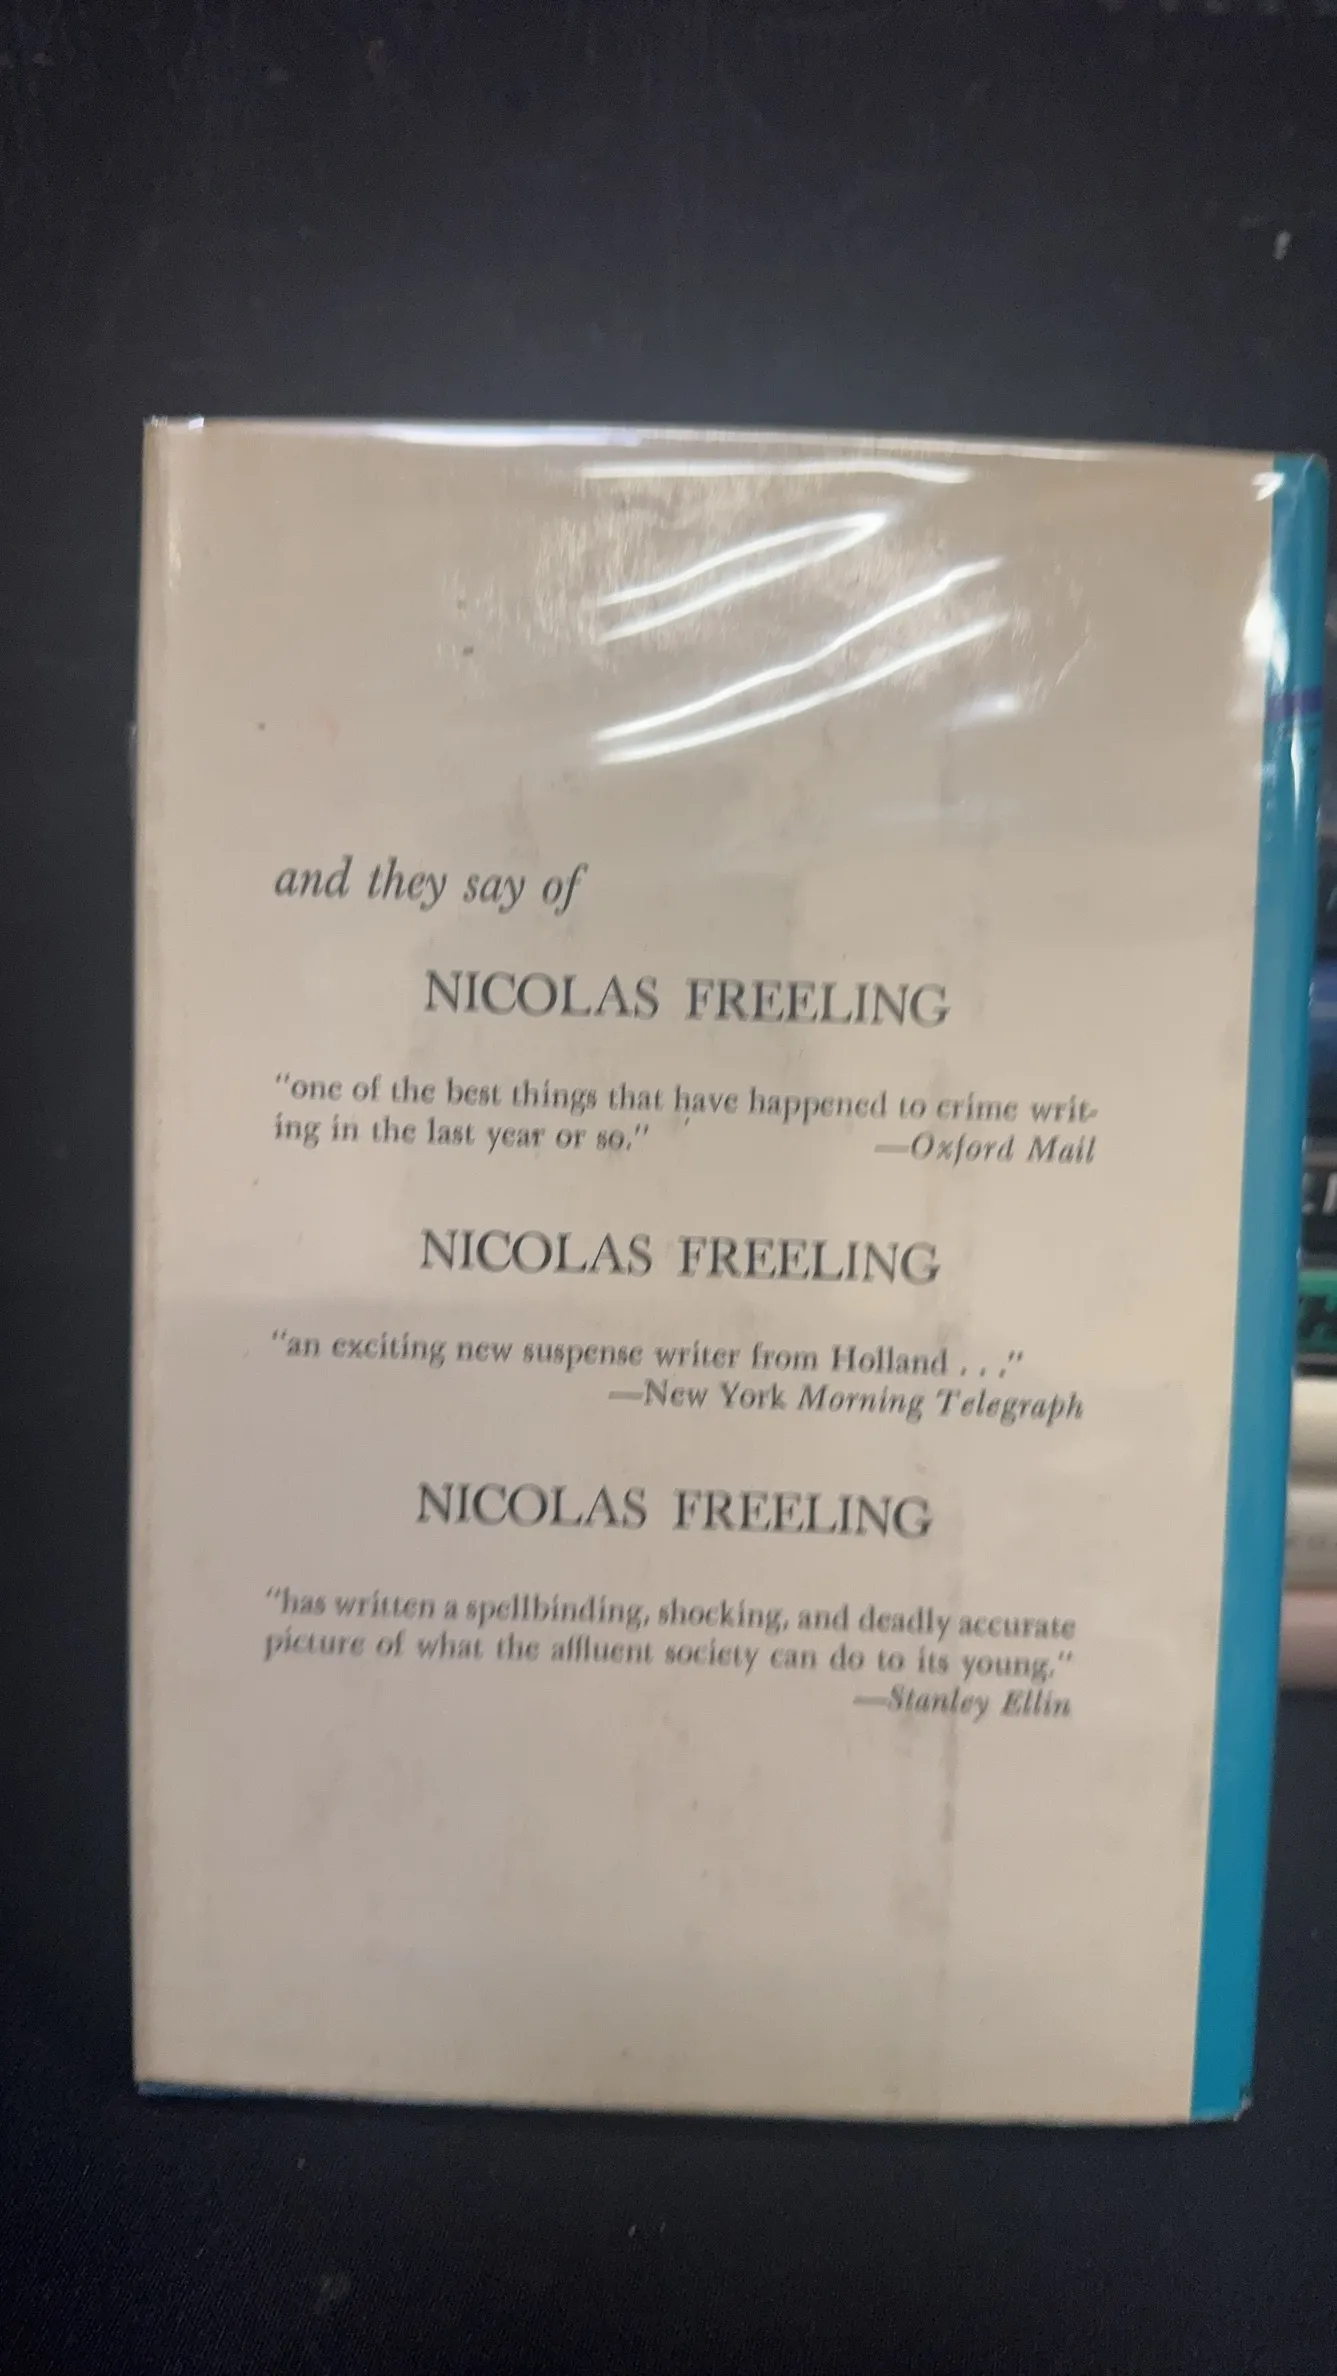 and they say of
NICOLAS FREELING
“one of the best things that have happened to crime writ-
ing in the last year or so.” —Oxford Mail
NICOLAS FREELING
“an exciting new suspense writer from Holland . . .”
—New York Morning Telegraph
NICOLAS FREELING
“has written a spellbinding, shocking, and deadly accurate
picture of what the affluent society can do to its young.”
—Stanley Ellin